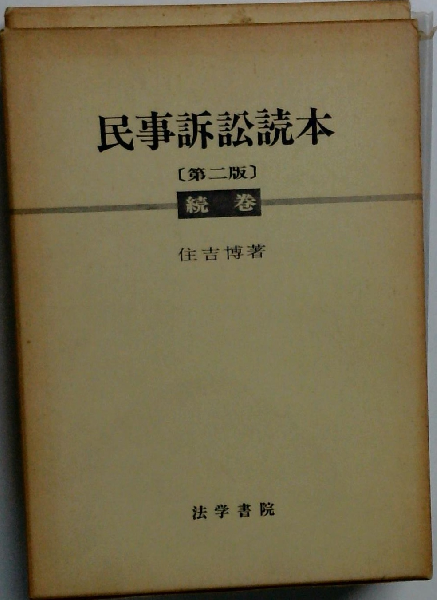 民事訴訟読本
〔第二版〕
続巻
住吉博著
法学書院